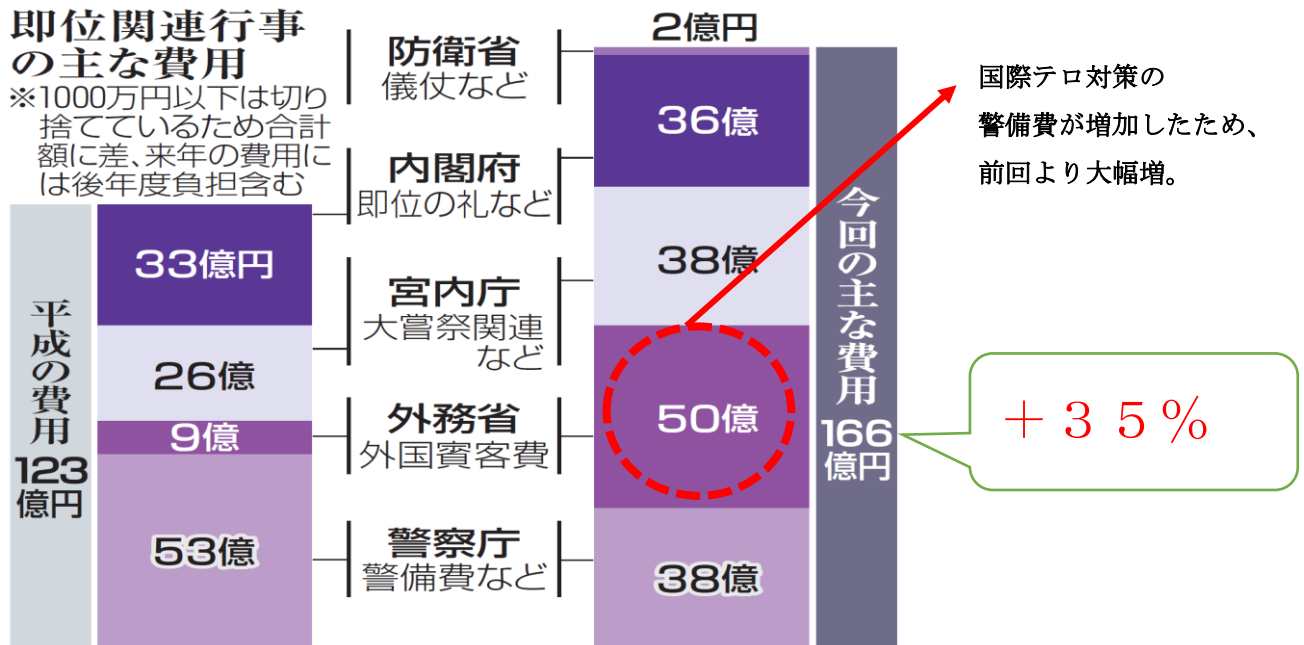 即位関連行事
の主な費用
※1000万円以下は切り
捨てているため合計
額に差、来年の費用に
は後年度負担含む
平成の費用
123
億円
33億円
26億
9億
53億
防衛省
儀仗など
内閣府
即位の礼など
宮内庁
大嘗祭関連
など
外務省
外国賓客費
警察庁
警備費など
2億円
36億
38億
50億
38億
今回の主な費用
166
億円
国際テロ対策の
警備費が増加したため、
前回より大幅増。
＋３５％